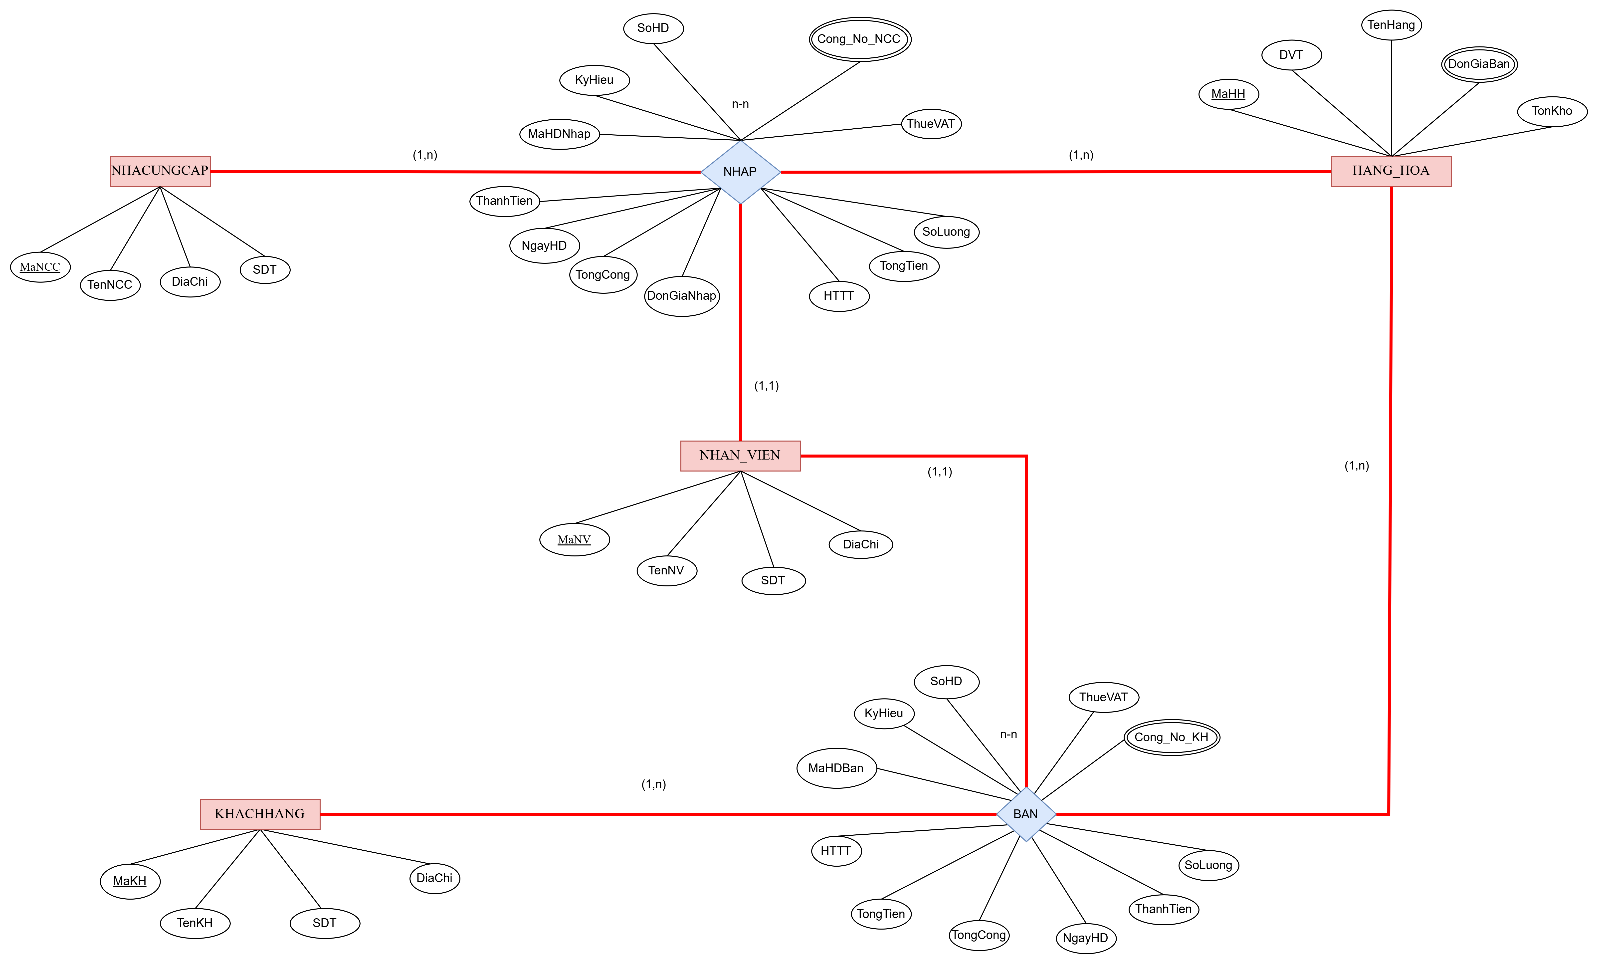 SoHD
Cong_No_NCC
KyHieu
n-n
MaHDNhap
ThueVAT
TenHang
DVT
DonGiaBan
MaHH
TonKho
NHACUNGCAP
(1,n)
NHAP
(1,n)
HANG_HOA
MaNCC
TenNCC
DiaChi
SDT
ThanhTien
NgayHD
TongCong
DonGiaNhap
HTTT
TongTien
SoLuong
(1,1)
NHAN_VIEN
(1,1)
(1,n)
MaNV
TenNV
SDT
DiaChi
SoHD
ThueVAT
KyHieu
n-n
Cong_No_KH
MaHDBan
(1,n)
KHACHHANG
BAN
MaKH
TenKH
SDT
DiaChi
HTTT
TongTien
TongCong
NgayHD
ThanhTien
SoLuong